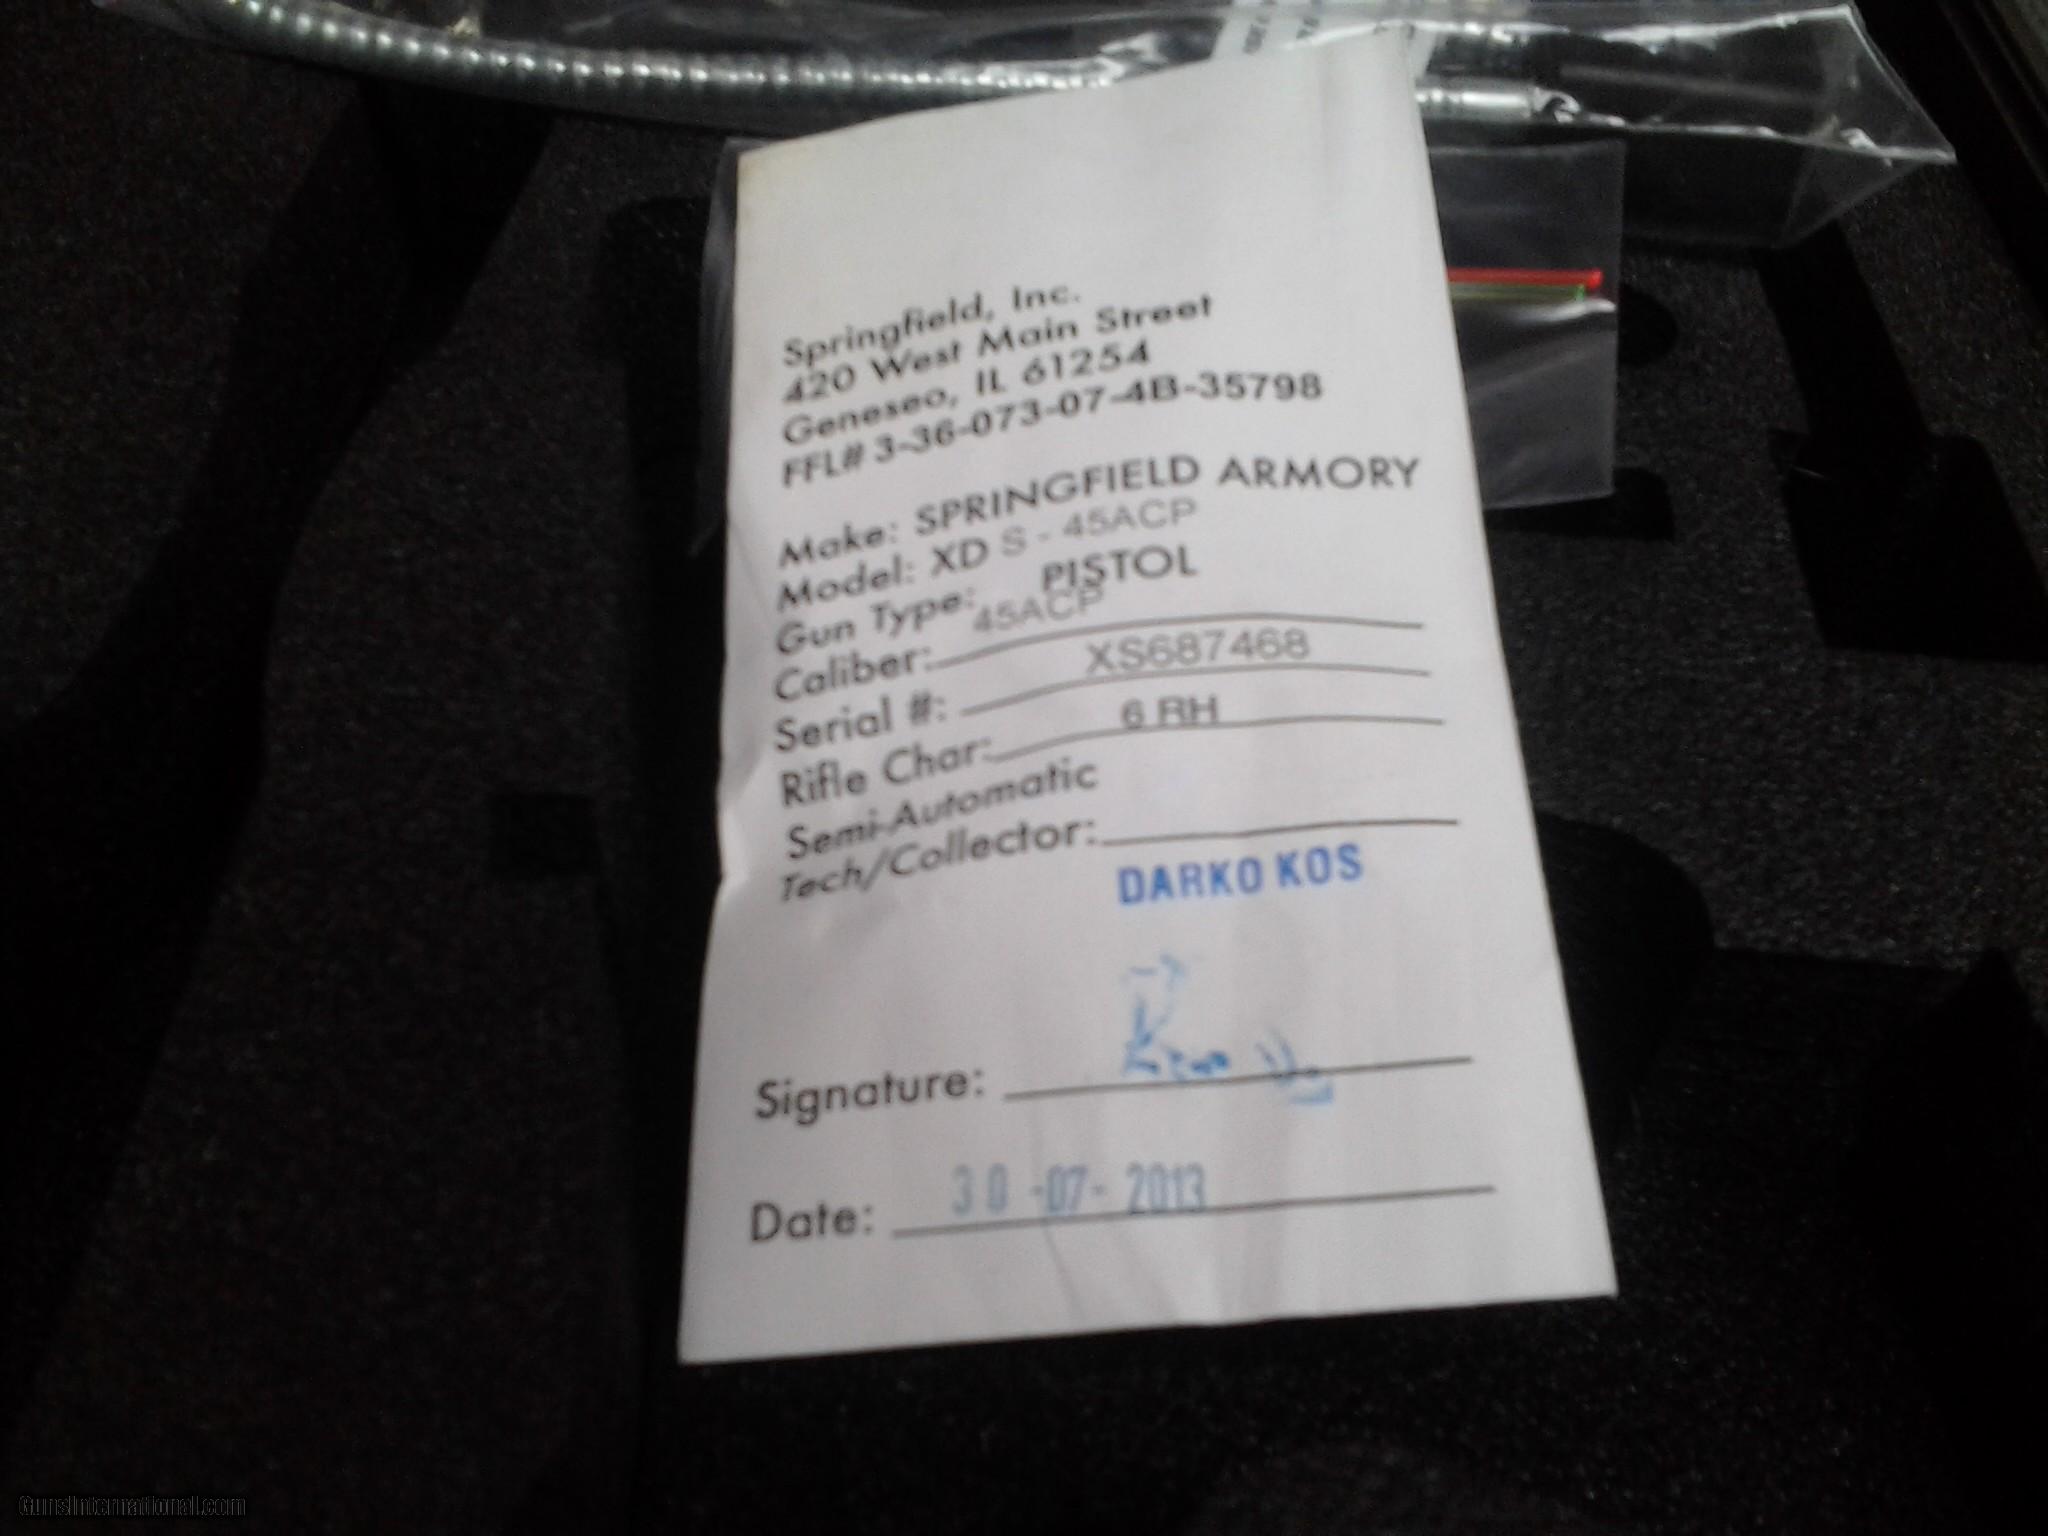 Springfield, Inc.
420 West Main Street
Geneseo, IL 61254
FFL# 3-36-073-07-4B-35798
Make: SPRINGFIELD ARMORY
Model: XD S - 45ACP
Gun Type: PISTOL
Caliber: 45ACP
Serial #: XS687468
Rifle Char: 6 RH
Semi-Automatic
Tech/Collector:
DARKO KOS
Signature:
Date: 30 -07- 2013
GunsInternational.com